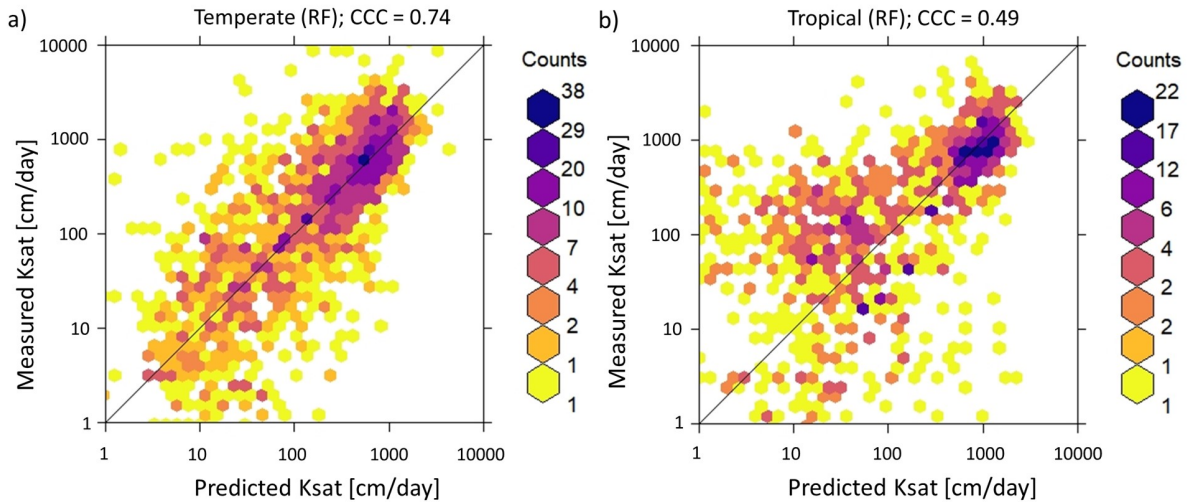 a)
Temperate (RF); CCC = 0.74
10000
1000
100
10
1
Measured Ksat [cm/day]
1 10 100 1000 10000
Predicted Ksat [cm/day]
Counts
38
29
20
10
7
4
2
1
1
b)
Tropical (RF); CCC = 0.49
10000
1000
100
10
1
Measured Ksat [cm/day]
1 10 100 1000 10000
Predicted Ksat [cm/day]
Counts
22
17
12
6
4
2
2
1
1